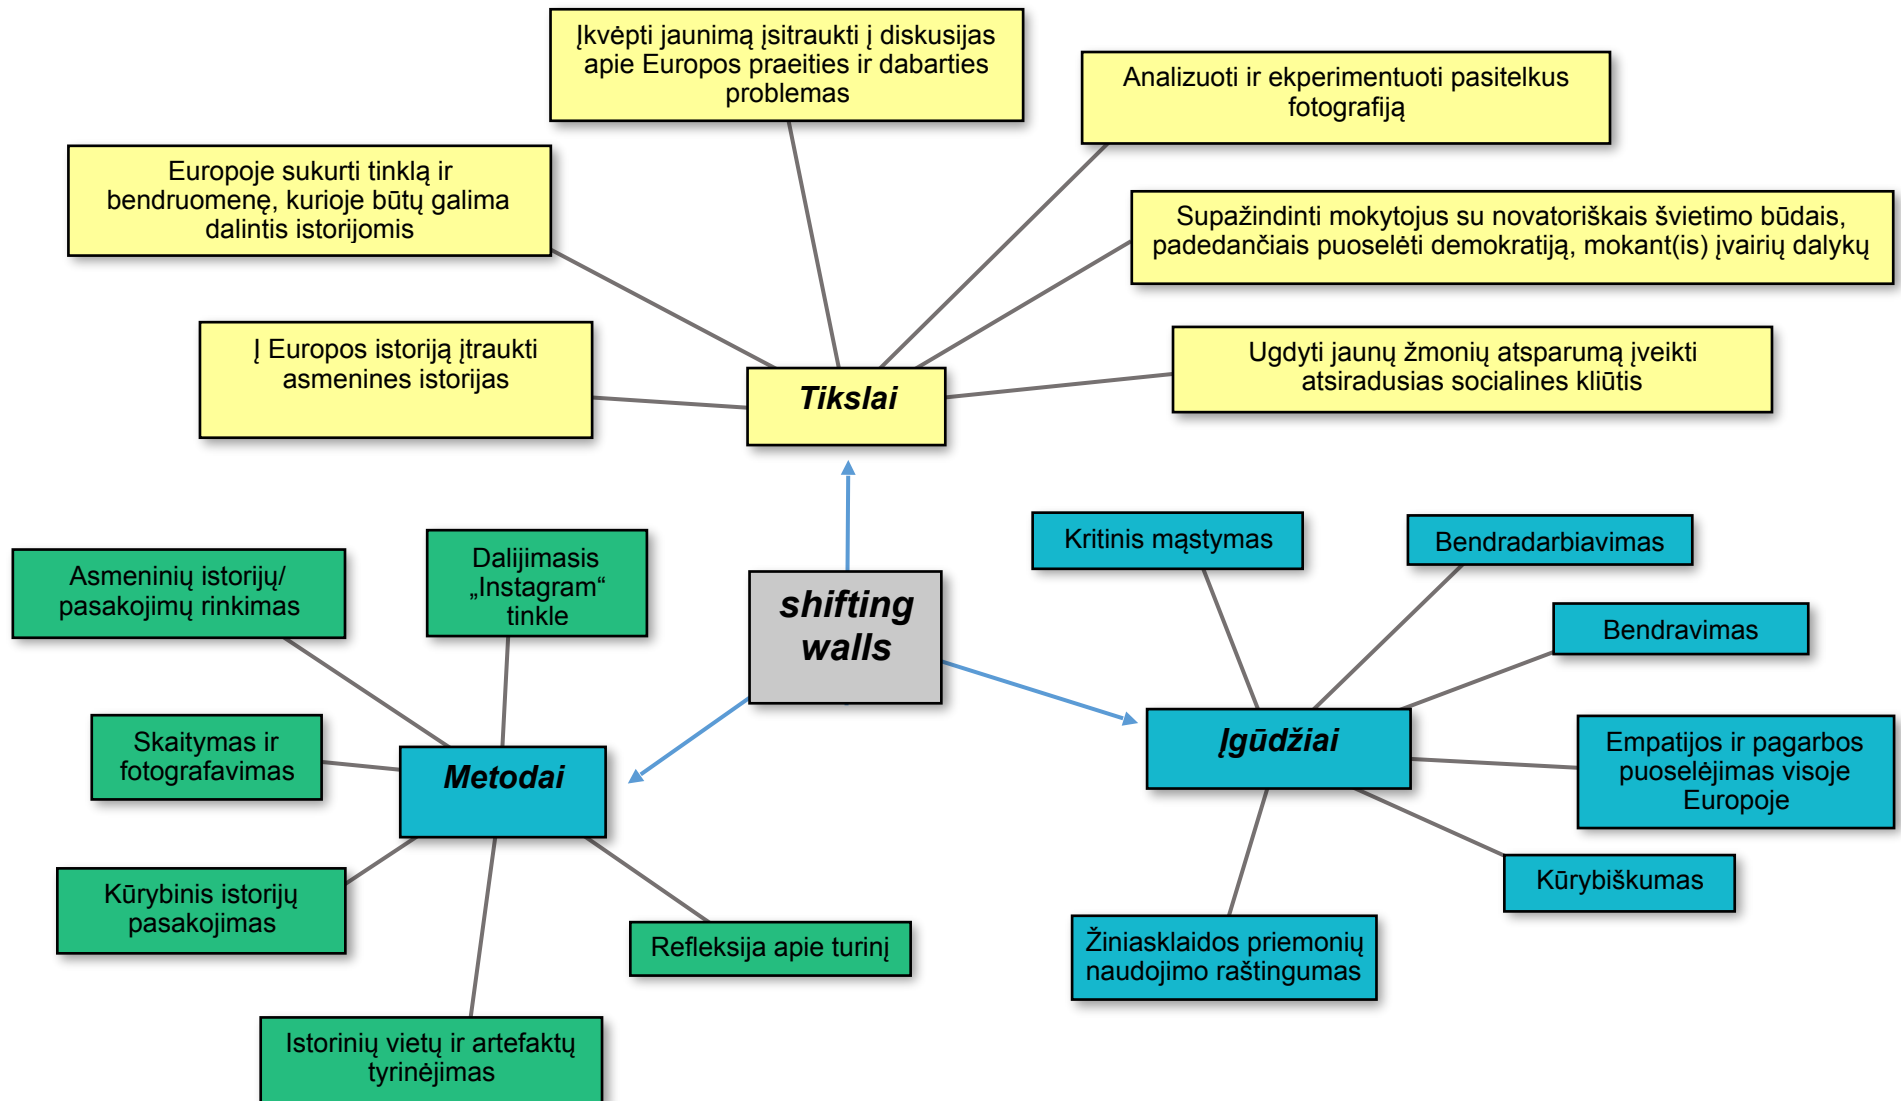 Įkvėpti jaunimą įsitraukti į diskusijas
apie Europos praeities ir dabarties
problemas
Analizuoti ir ekperimentuoti pasitelkus
fotografiją
Europoje sukurti tinklą ir
bendruomenę, kurioje būtų galima
dalintis istorijomis
Supažindinti mokytojus su novatoriškais švietimo būdais,
padedančiais puoselėti demokratiją, mokant(is) įvairių dalykų
Į Europos istoriją įtraukti
asmenines istorijas
Tikslai
Ugdyti jaunų žmonių atsparumą įveikti
atsiradusias socialines kliūtis
shifting
walls
Asmeninių istorijų/
pasakojimų rinkimas
Dalijimasis
„Instagram“
tinkle
Skaitymas ir
fotografavimas
Metodai
Kūrybinis istorijų
pasakojimas
Refleksija apie turinį
Istorinių vietų ir artefaktų
tyrinėjimas
Kritinis mąstymas
Bendradarbiavimas
Bendravimas
Įgūdžiai
Empatijos ir pagarbos
puoselėjimas visoje
Europoje
Kūrybiškumas
Žiniasklaidos priemonių
naudojimo raštingumas